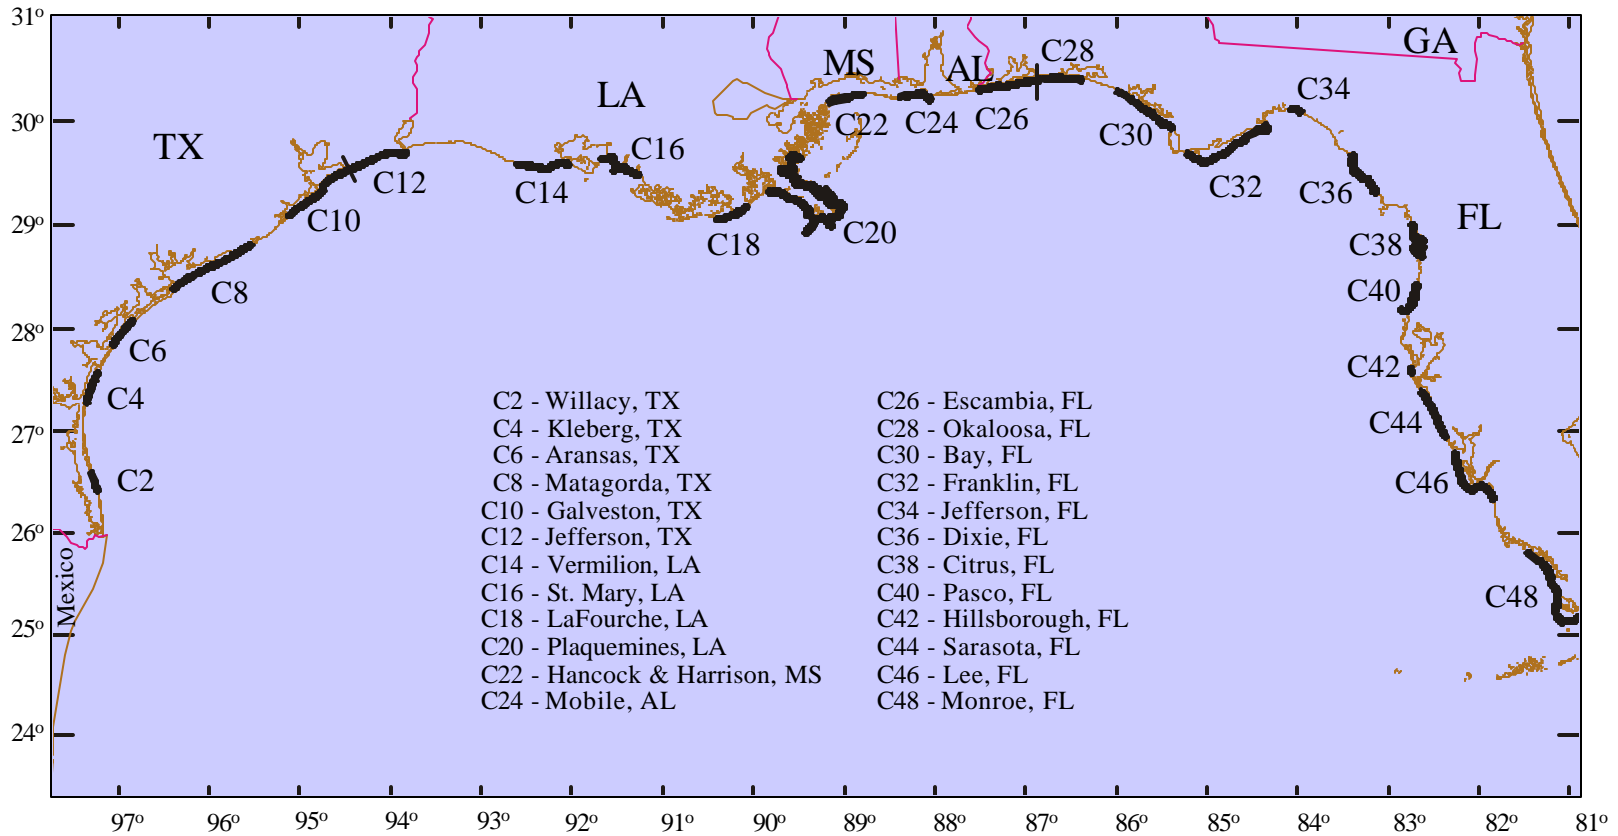 31°
GA
C28
MS
AL
LA
C34
30°
C22
C24
C26
TX
C30
C16
C12
C14
C32
C36
C10
FL
29°
C18
C20
C38
C8
C40
28°
C6
C42
C4
C2 - Willacy, TX
C26 - Escambia, FL
C44
27°
C4 - Kleberg, TX
C28 - Okaloosa, FL
C6 - Aransas, TX
C30 - Bay, FL
C2
C8 - Matagorda, TX
C32 - Franklin, FL
C46
C10 - Galveston, TX
C34 - Jefferson, FL
26°
C12 - Jefferson, TX
C36 - Dixie, FL
C14 - Vermilion, LA
C38 - Citrus, FL
Mexico
C16 - St. Mary, LA
C40 - Pasco, FL
C48
C18 - LaFourche, LA
C42 - Hillsborough, FL
25°
C20 - Plaquemines, LA
C44 - Sarasota, FL
C22 - Hancock & Harrison, MS
C46 - Lee, FL
C24 - Mobile, AL
C48 - Monroe, FL
24°
97° 96° 95° 94° 93° 92° 91° 90° 89° 88° 87° 86° 85° 84° 83° 82° 81°